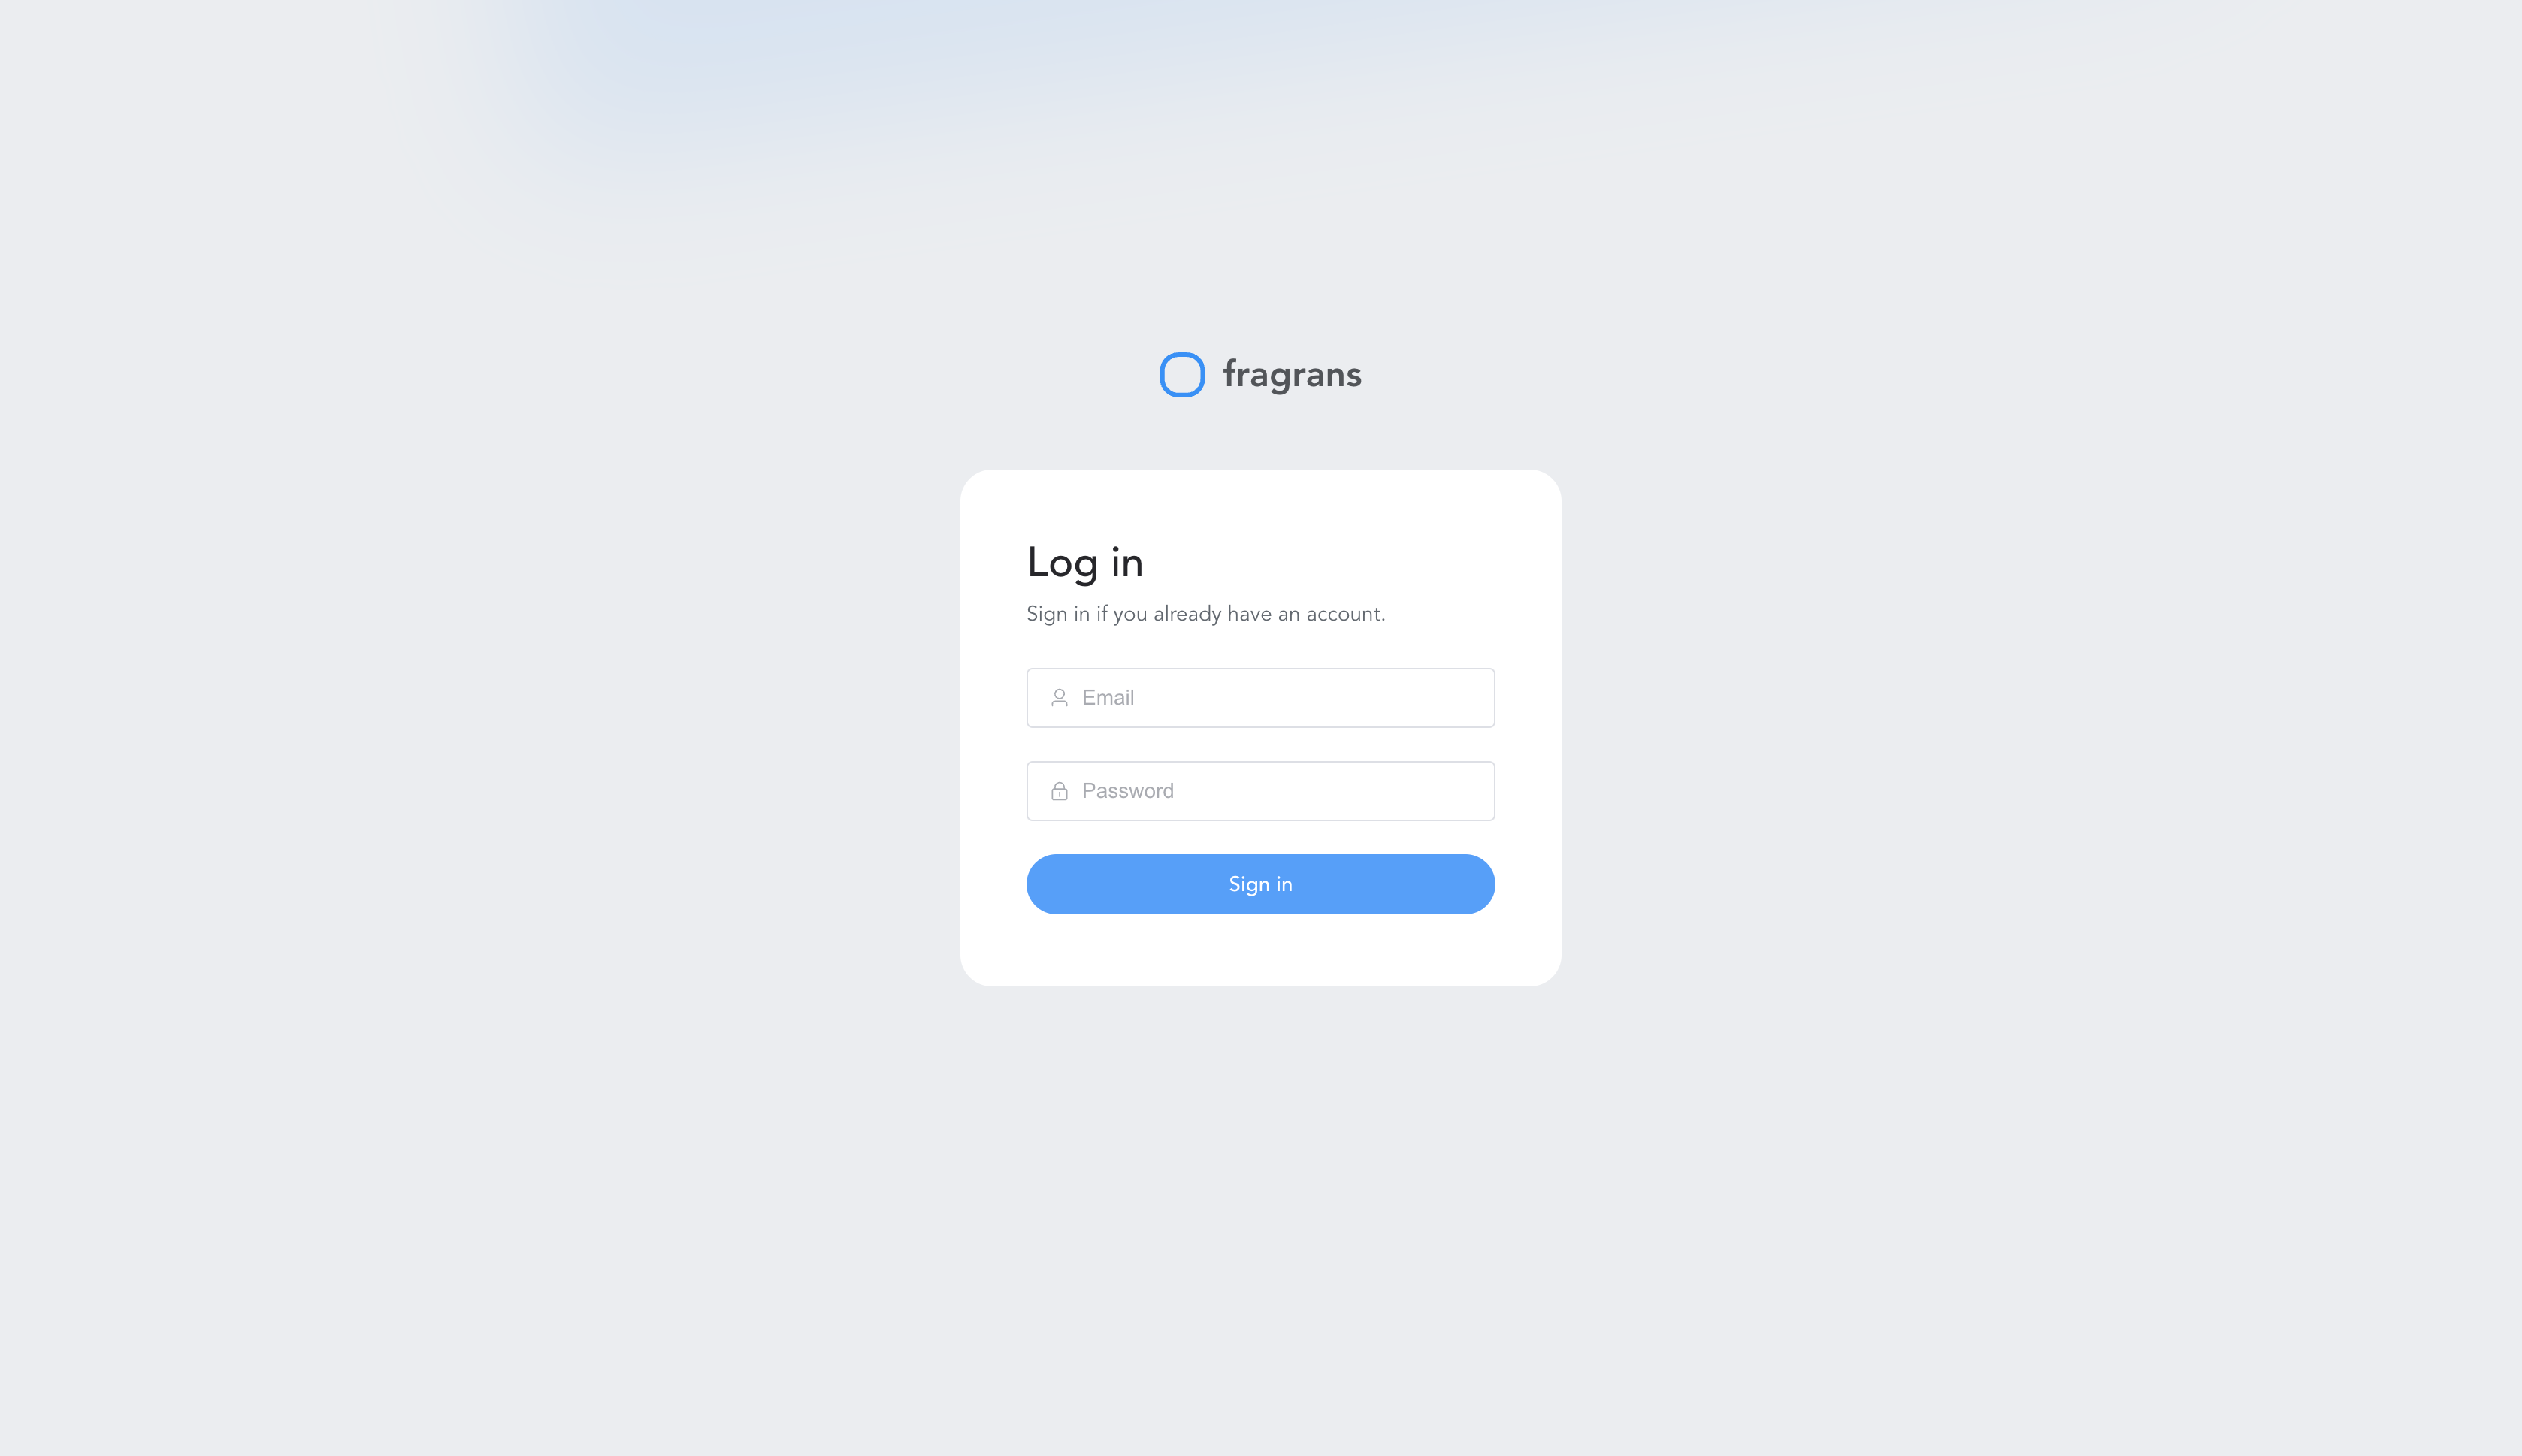 fragrans
Log in
Sign in if you already have an account.
Email
Password
Sign in